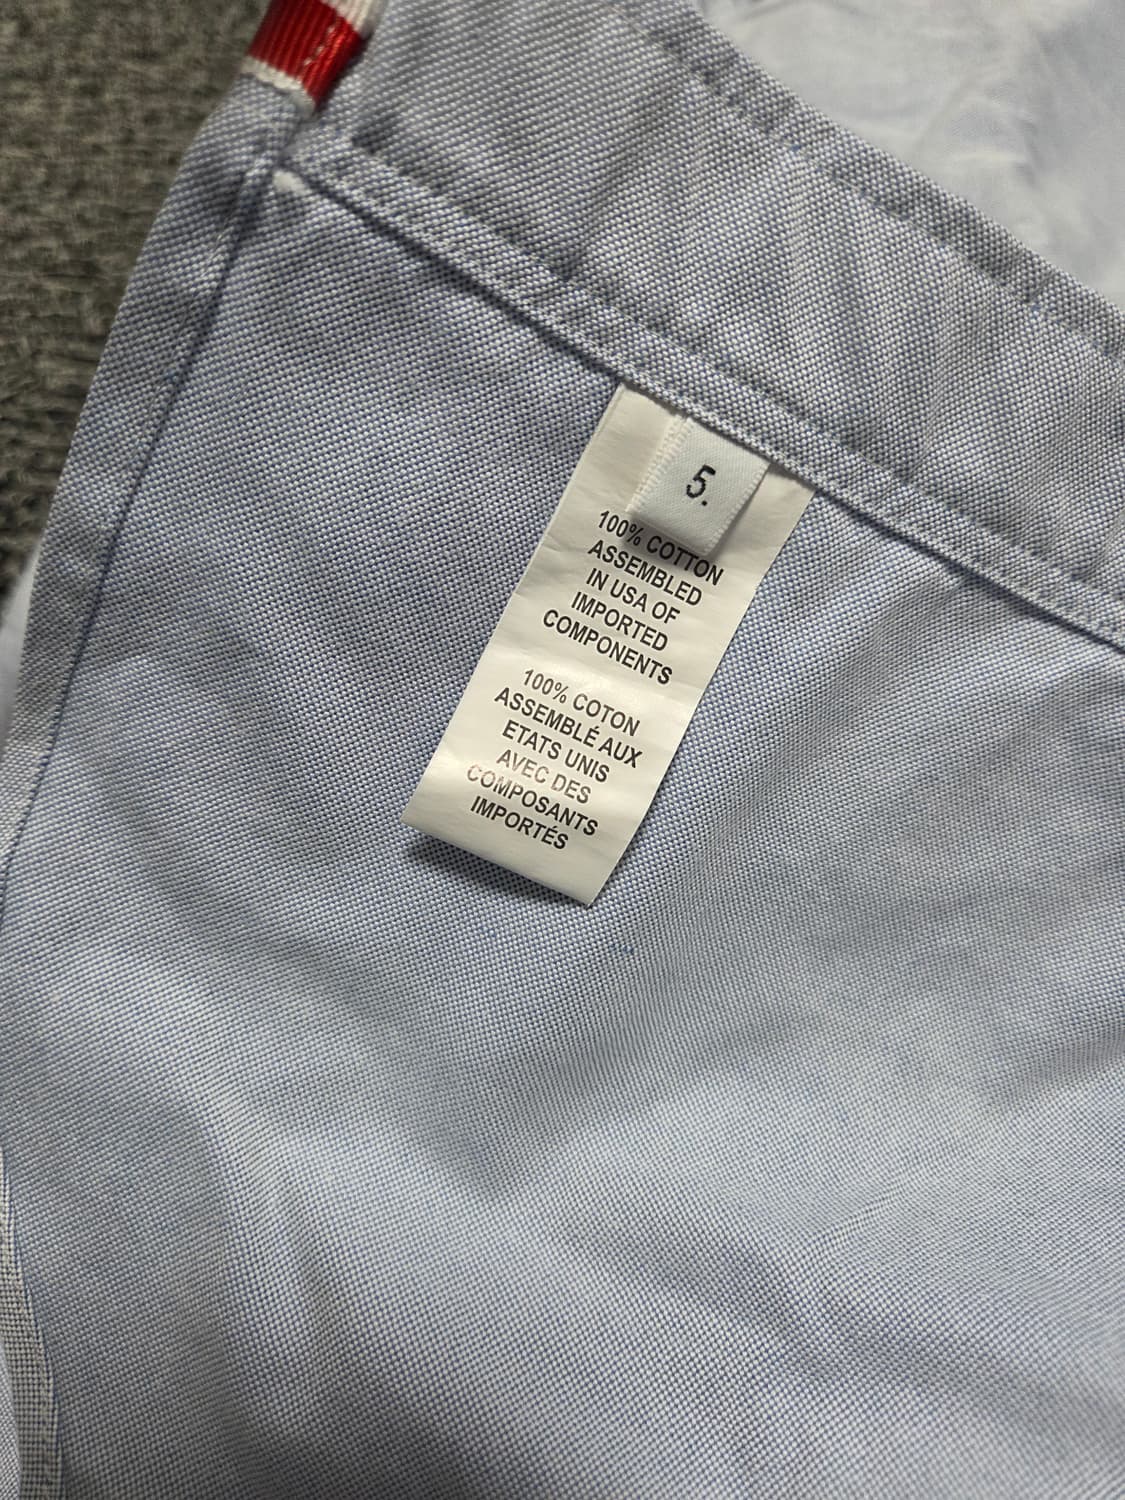 5.
100% COTTON
ASSEMBLED
IN USA OF
IMPORTED
COMPONENTS
100% COTON
ASSEMBLÉ AUX
ETATS UNIS
AVEC DES
COMPOSANTS
IMPORTÉS